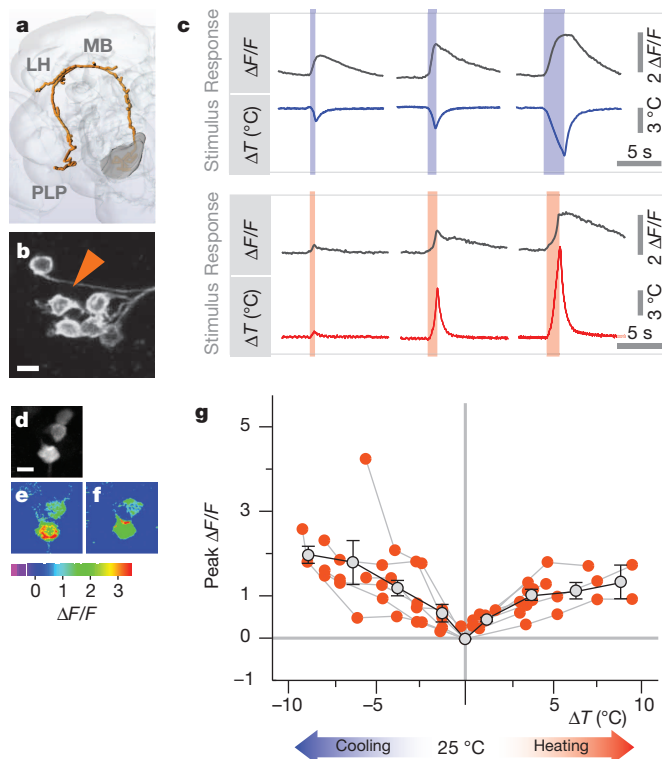 a
MB
LH
PLP
b
c
Stimulus Response
ΔF/F
ΔT (°C)
2 ΔF/F
3 °C
5 s
Stimulus Response
ΔF/F
ΔT (°C)
2 ΔF/F
3 °C
5 s
d
e
f
0 1 2 3
ΔF/F
g
Peak ΔF/F
5
2
1
0
−1
−10
−5
5
10
ΔT (°C)
Cooling
25 °C
Heating